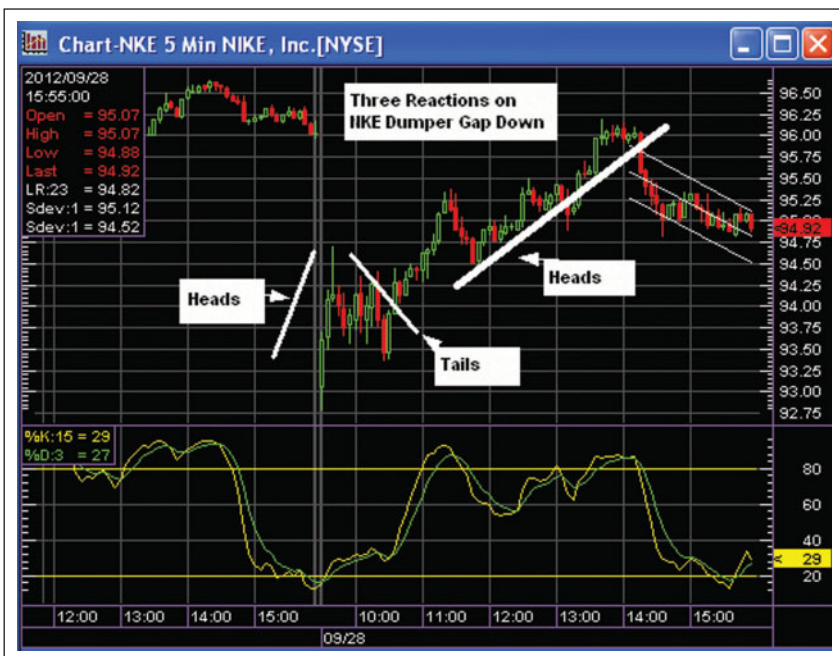 Chart-NKE 5 Min NIKE, Inc.[NYSE]
2012/09/28
15:55:00
Open = 95.07
High = 95.07
Low = 94.88
Last = 94.92
LR:23 = 94.82
Sdev:1 = 95.12
Sdev:1 = 94.52
Three Reactions on
NKE Dumper Gap Down
Heads
Tails
Heads
96.50
96.25
96.00
95.75
95.50
95.25
94.92
94.75
94.50
94.25
94.00
93.75
93.50
93.25
93.00
92.75
%K:15 = 29
%D:3 = 27
80
60
40
29
20
12:00 13:00 14:00 15:00 10:00 11:00 12:00 13:00 14:00 15:00
09/28